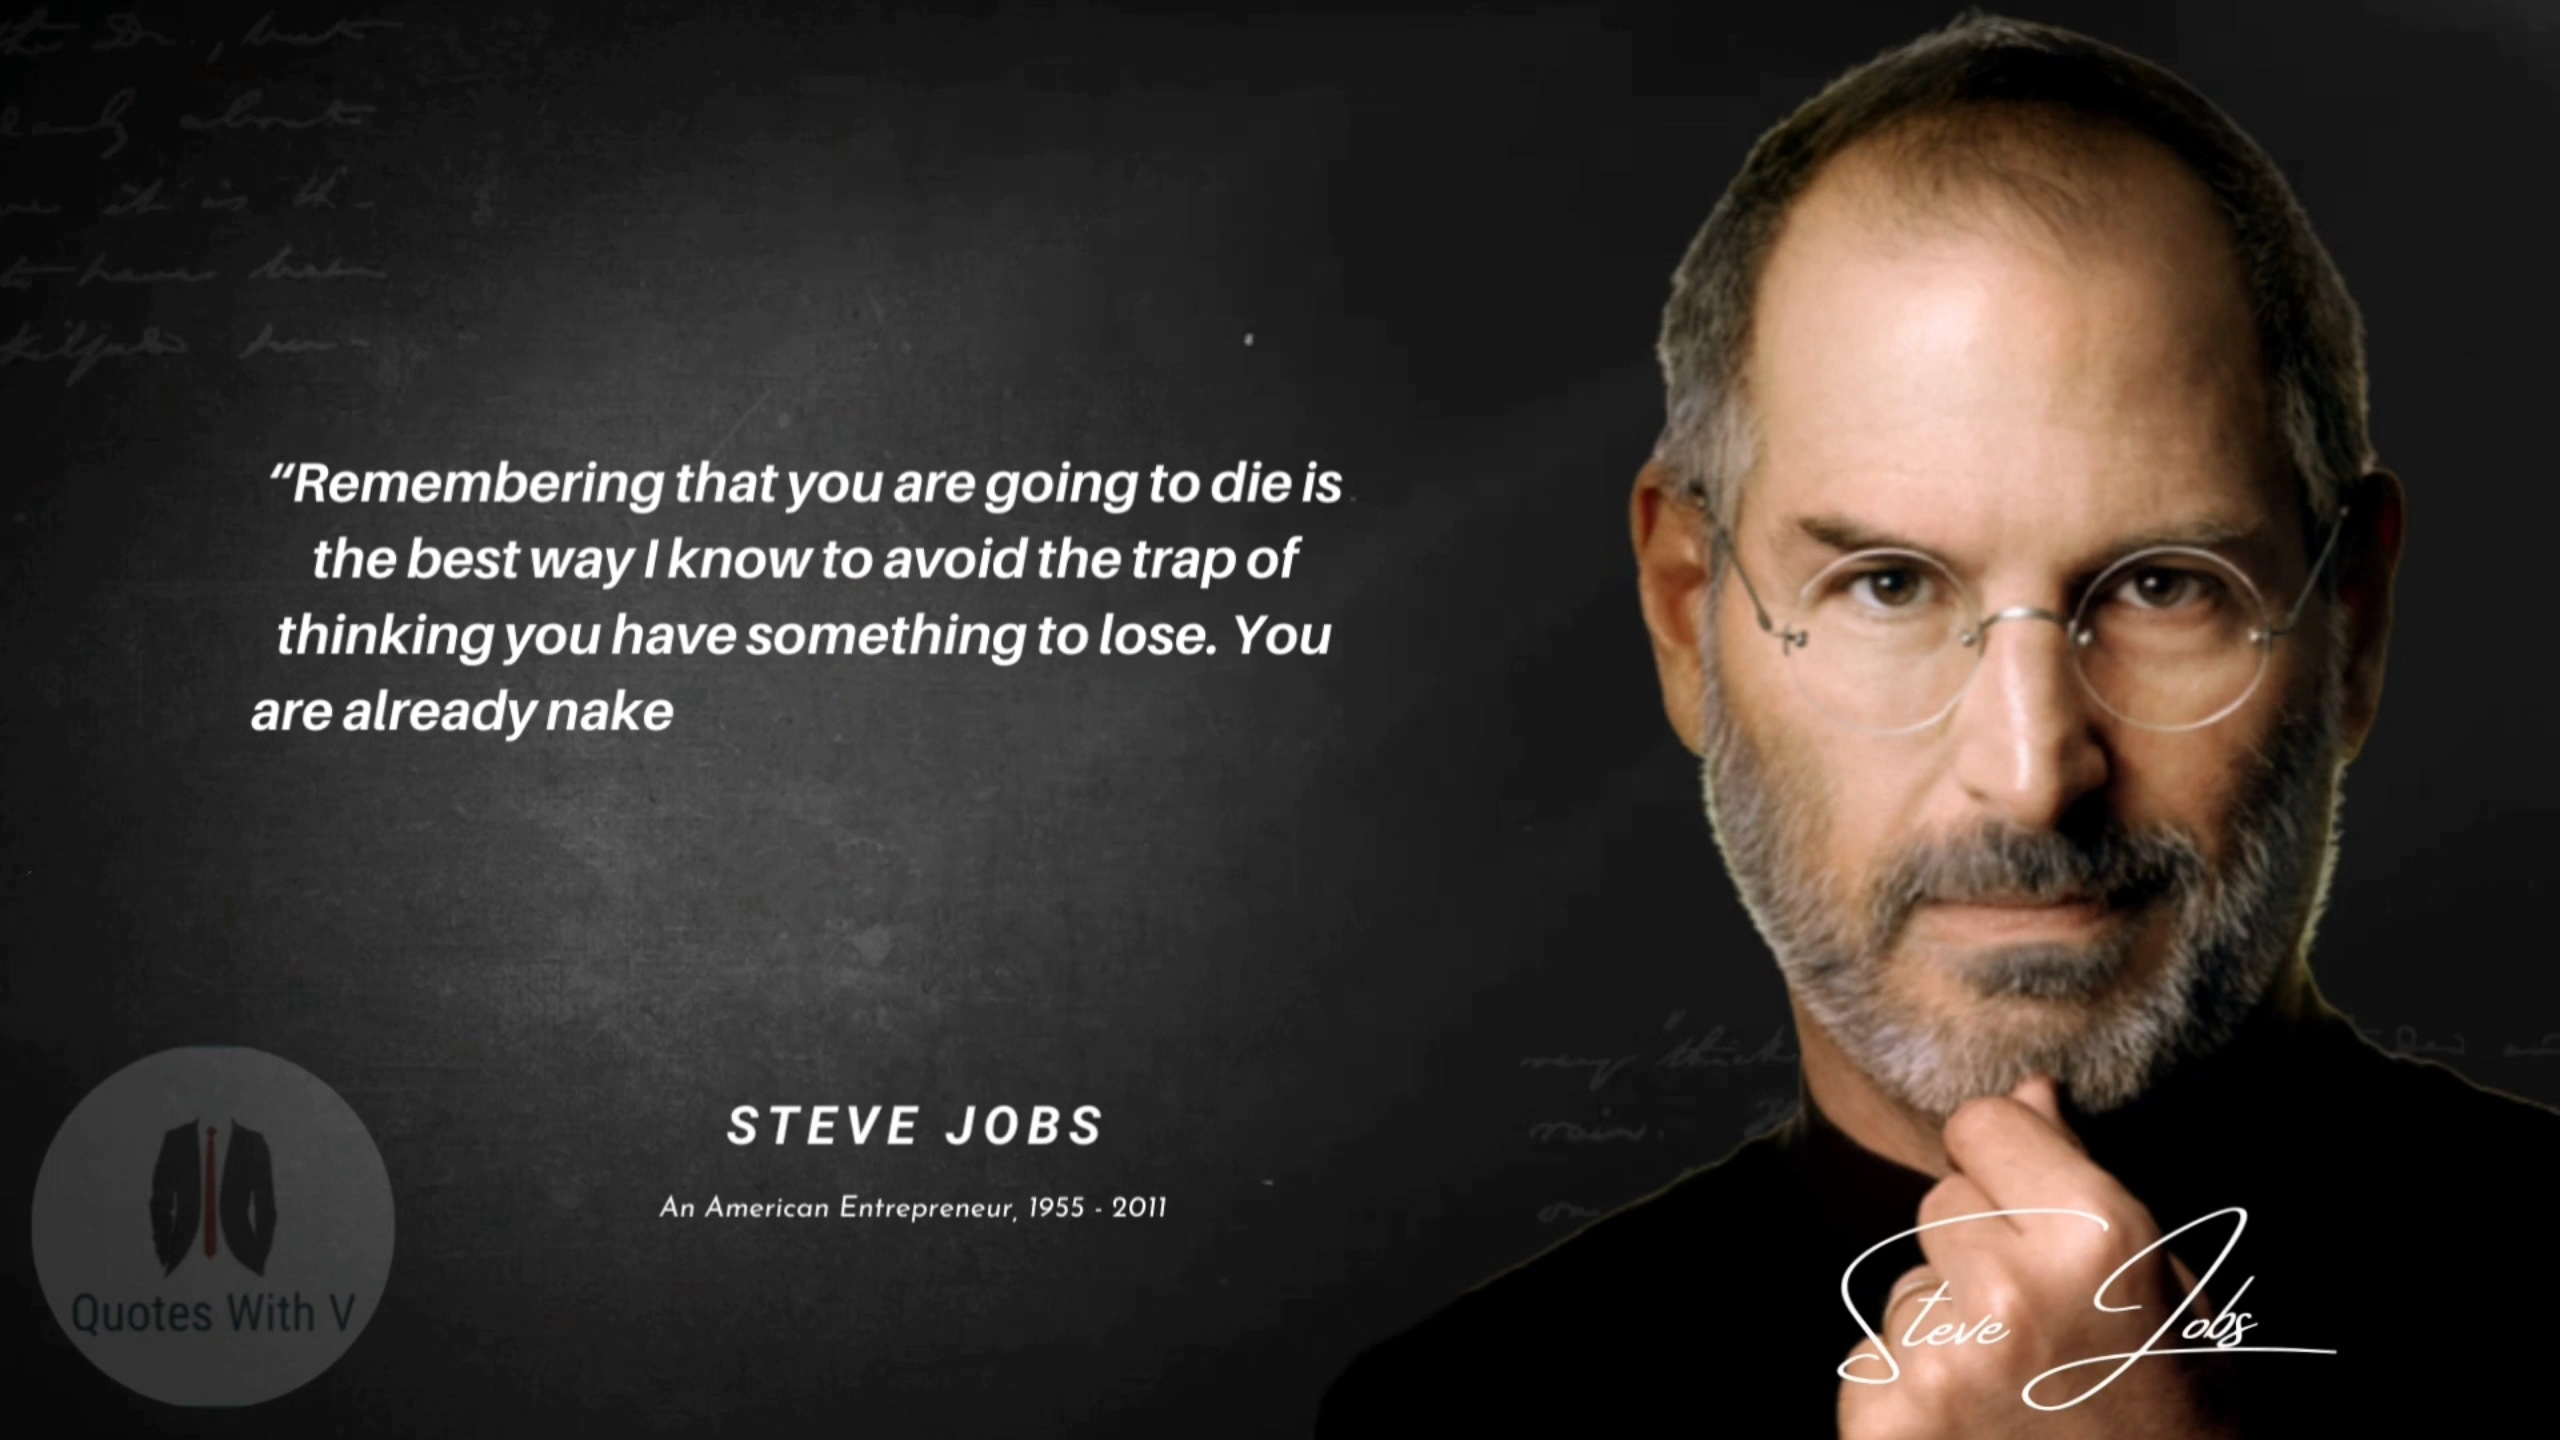 “Remembering that you are going to die is
the best way I know to avoid the trap of
thinking you have something to lose. You
are already nake
STEVE JOBS
An American Entrepreneur, 1955 - 2011
Quotes With V
Steve Jobs